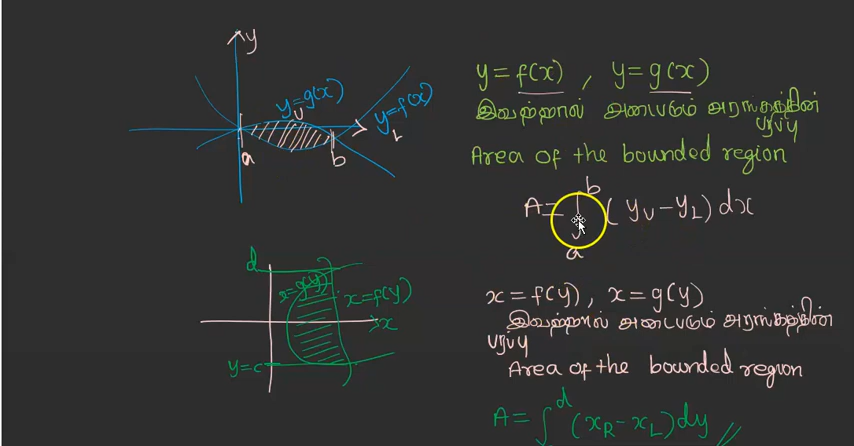 y
y=g(x)
U
y=f(x)
L
a
b
y = f(x) , y = g(x)
இவற்றால் அடைபடும் அரங்கத்தின்
பரப்பு
Area of the bounded region
A = ∫ₐᵇ (y_U − y_L) dx
d
x=g(y)
x=f(y)
x
y=c
x = f(y) , x = g(y)
இவற்றால் அடைபடும் அரங்கத்தின்
பரப்பு
Area of the bounded region
A = ∫ᵈ (x_R − x_L) dy //